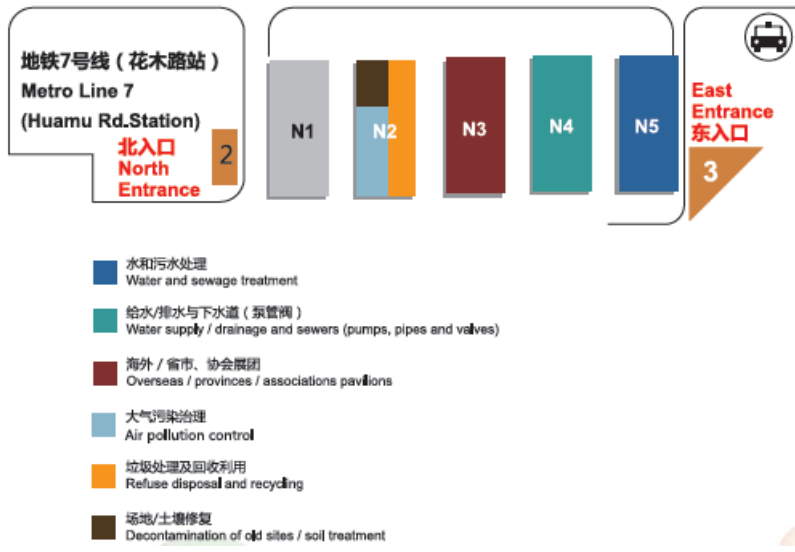 地铁7号线（花木路站）
Metro Line 7
(Huamu Rd.Station)
北入口
North
Entrance
2
N1
N2
N3
N4
N5
East
Entrance
东入口
3
水和污水处理
Water and sewage treatment
给水/排水与下水道（泵管阀）
Water supply / drainage and sewers (pumps, pipes and valves)
海外 / 省市、协会展团
Overseas / provinces / associations pavilions
大气污染治理
Air pollution control
垃圾处理及回收利用
Refuse disposal and recycling
场地/土壤修复
Decontamination of old sites / soil treatment